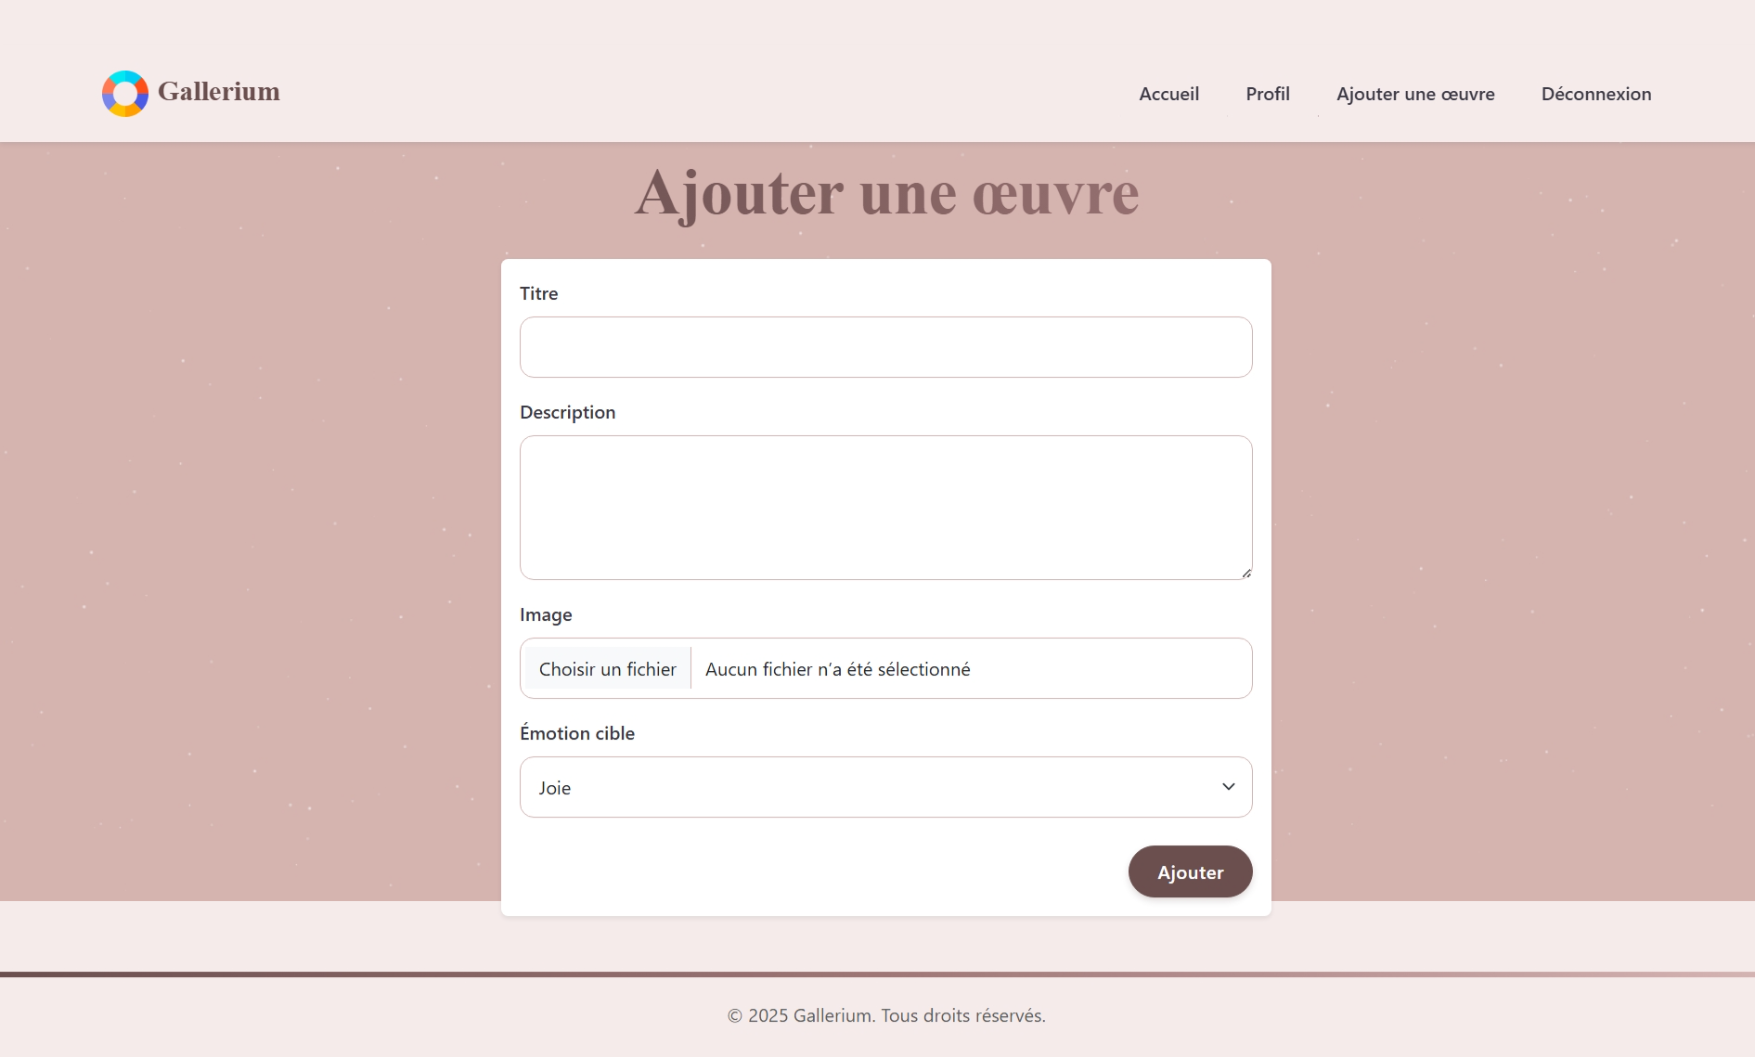 Gallerium
Accueil Profil Ajouter une œuvre Déconnexion
Ajouter une œuvre
Titre
Description
Image
Choisir un fichier Aucun fichier n’a été sélectionné
Émotion cible
Joie
Ajouter
© 2025 Gallerium. Tous droits réservés.